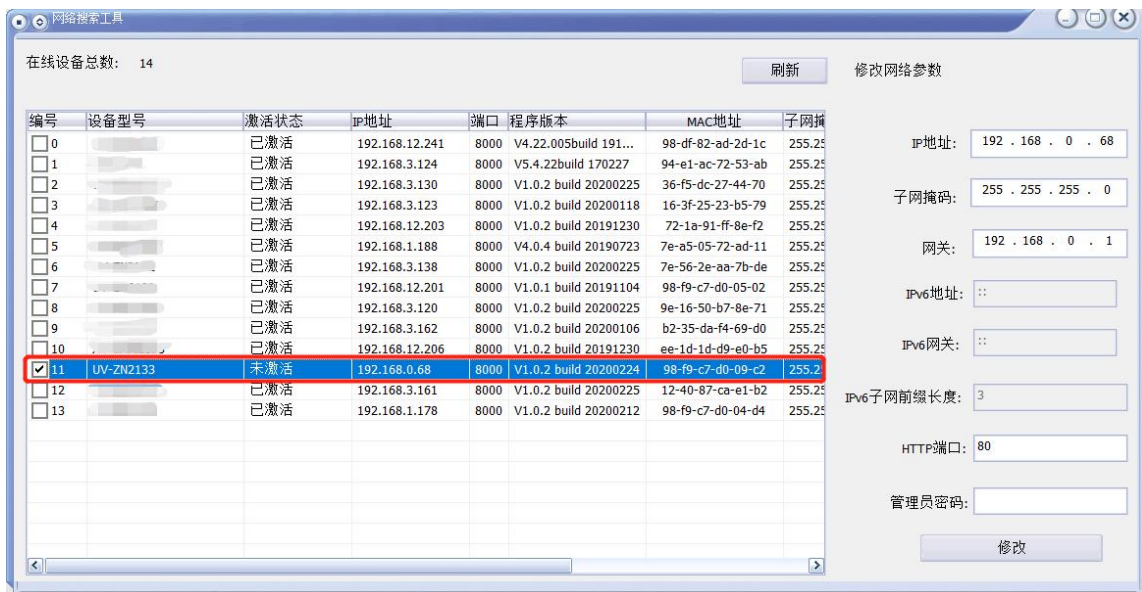 网络搜索工具
在线设备总数: 14
刷新
修改网络参数
编号 设备型号 激活状态 IP地址 端口 程序版本 MAC地址 子网掩
0 已激活 192.168.12.241 8000 V4.22.005build 191... 98-df-82-ad-2d-1c 255.25
1 已激活 192.168.3.124 8000 V5.4.22build 170227 94-e1-ac-72-53-ab 255.25
2 已激活 192.168.3.130 8000 V1.0.2 build 20200225 36-f5-dc-27-44-70 255.25
3 已激活 192.168.3.123 8000 V1.0.2 build 20200118 16-3f-25-23-b5-79 255.25
4 已激活 192.168.12.203 8000 V1.0.2 build 20191230 72-1a-91-ff-8e-f2 255.25
5 已激活 192.168.1.188 8000 V4.0.4 build 20190723 7e-a5-05-72-ad-11 255.25
6 已激活 192.168.3.138 8000 V1.0.2 build 20200225 7e-56-2e-aa-7b-de 255.25
7 已激活 192.168.12.201 8000 V1.0.1 build 20191104 98-f9-c7-d0-05-02 255.25
8 已激活 192.168.3.120 8000 V1.0.2 build 20200225 9e-16-50-b7-8e-71 255.25
9 已激活 192.168.3.162 8000 V1.0.2 build 20200106 b2-35-da-f4-69-d0 255.25
10 已激活 192.168.12.206 8000 V1.0.2 build 20191230 ee-1d-1d-d9-e0-b5 255.25
11 UV-ZN2133 未激活 192.168.0.68 8000 V1.0.2 build 20200224 98-f9-c7-d0-09-c2 255.2
12 已激活 192.168.3.161 8000 V1.0.2 build 20200225 12-40-87-ca-e1-b2 255.25
13 已激活 192.168.1.178 8000 V1.0.2 build 20200212 98-f9-c7-d0-04-d4 255.25
IP地址: 192 . 168 . 0 . 68
子网掩码: 255 . 255 . 255 . 0
网关: 192 . 168 . 0 . 1
IPv6地址: ::
IPv6网关: ::
IPv6子网前缀长度: 3
HTTP端口: 80
管理员密码:
修改